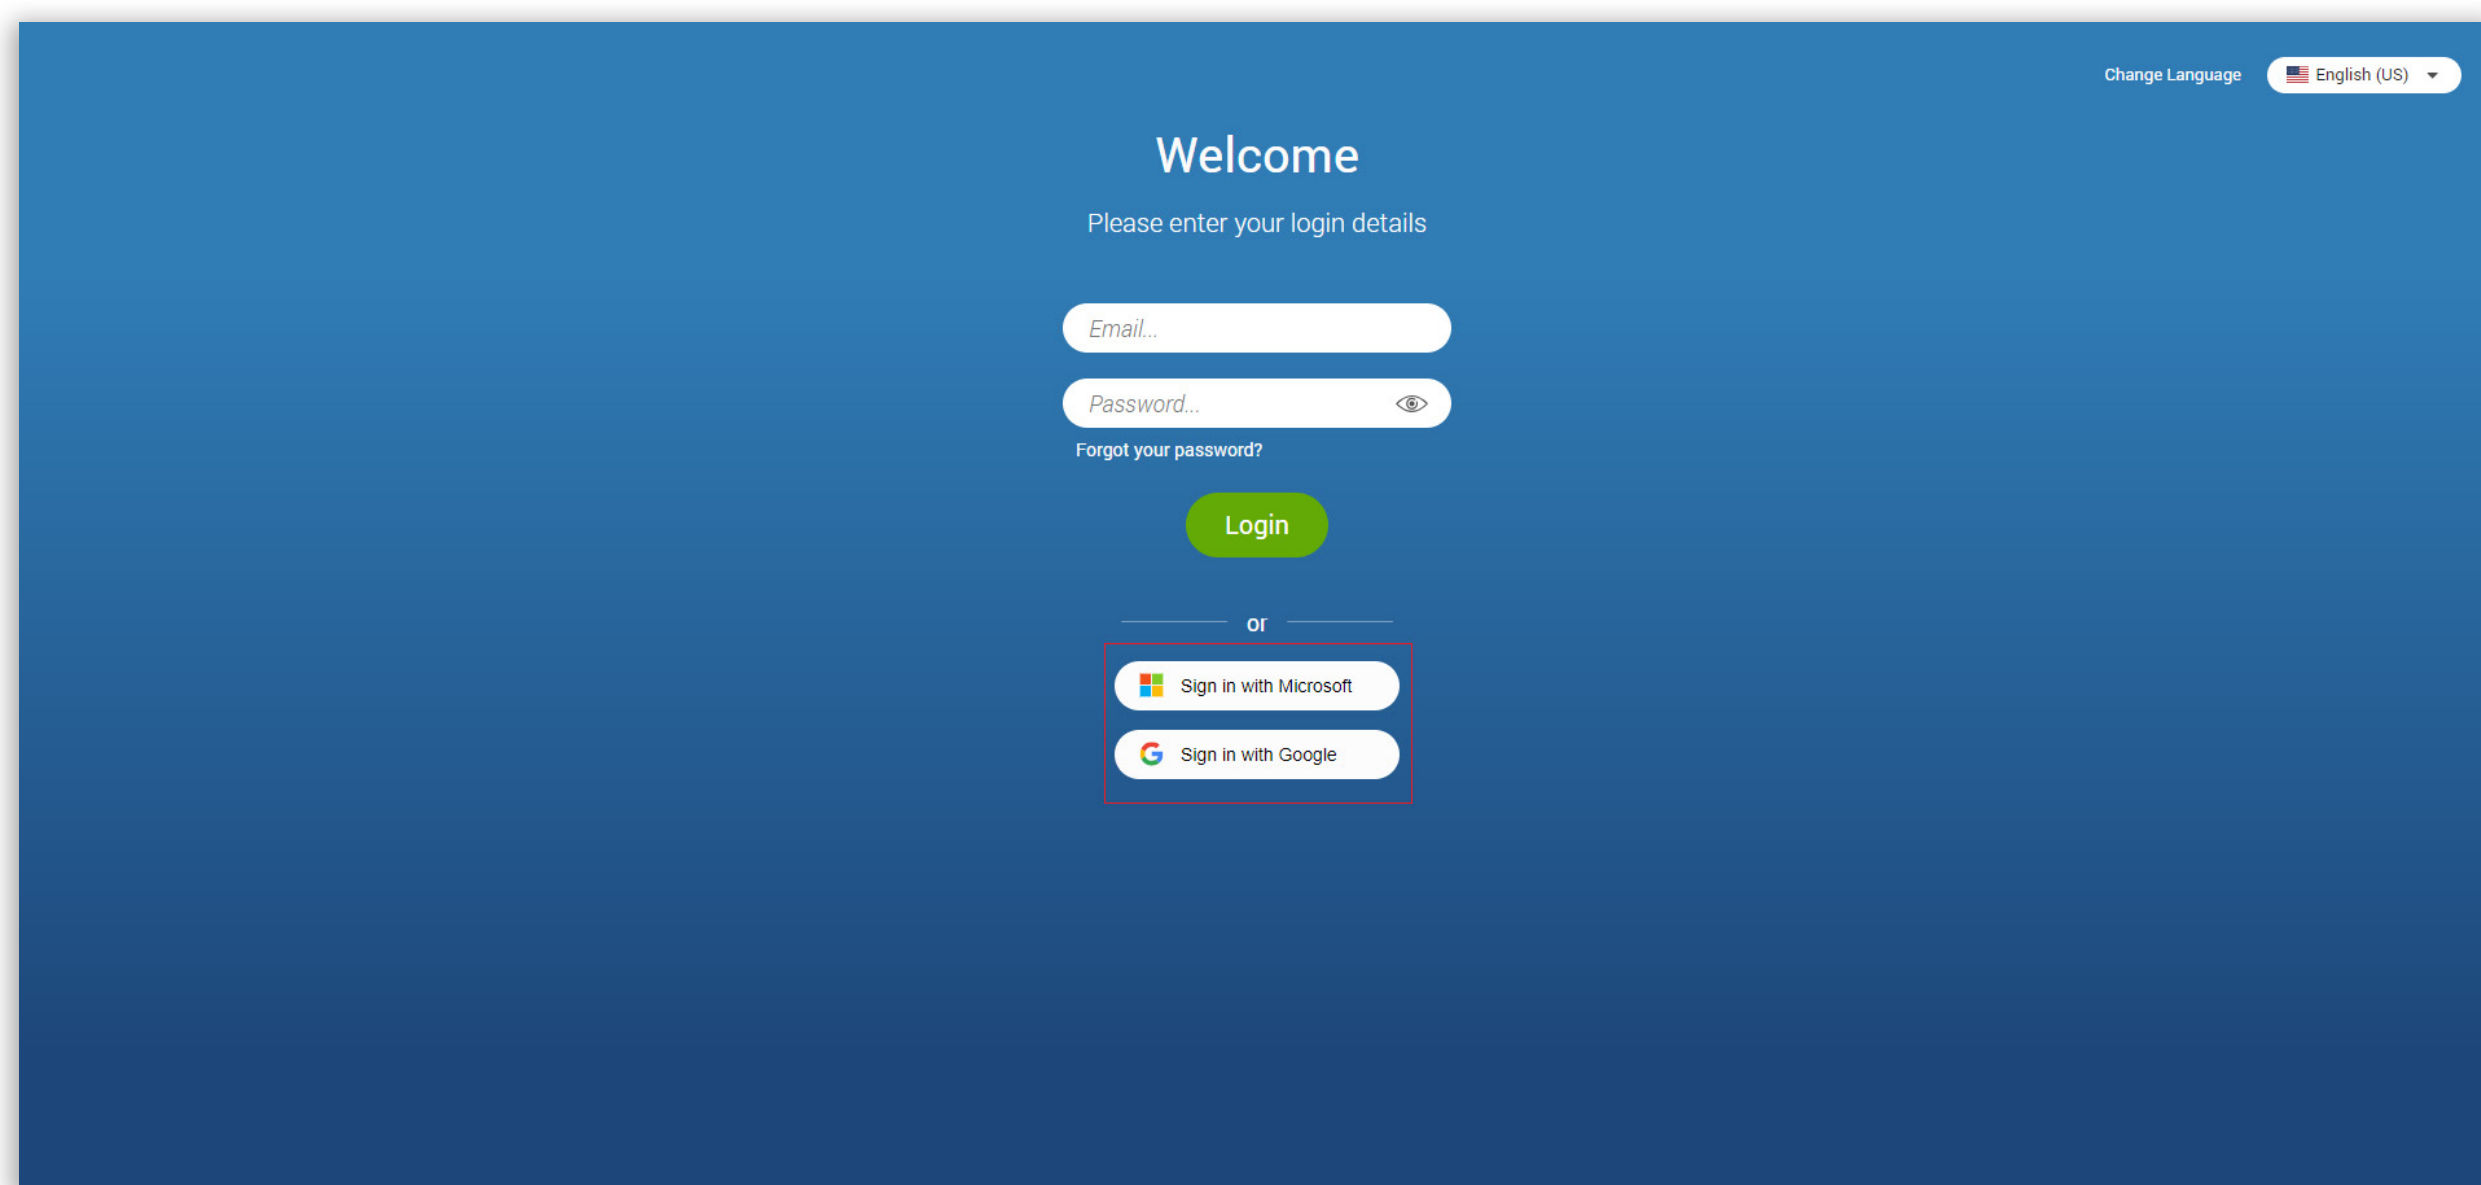 Change Language
English (US)
Welcome
Please enter your login details
Email...
Password...
Forgot your password?
Login
or
Sign in with Microsoft
Sign in with Google